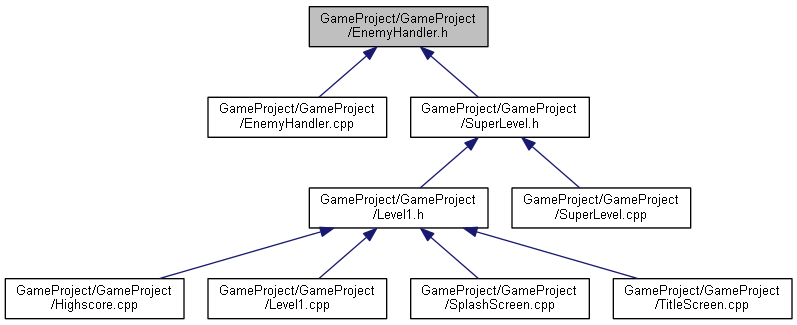 GameProject/GameProject
/EnemyHandler.h
GameProject/GameProject
/EnemyHandler.cpp
GameProject/GameProject
/SuperLevel.h
GameProject/GameProject
/Level1.h
GameProject/GameProject
/SuperLevel.cpp
GameProject/GameProject
/Highscore.cpp
GameProject/GameProject
/Level1.cpp
GameProject/GameProject
/SplashScreen.cpp
GameProject/GameProject
/TitleScreen.cpp